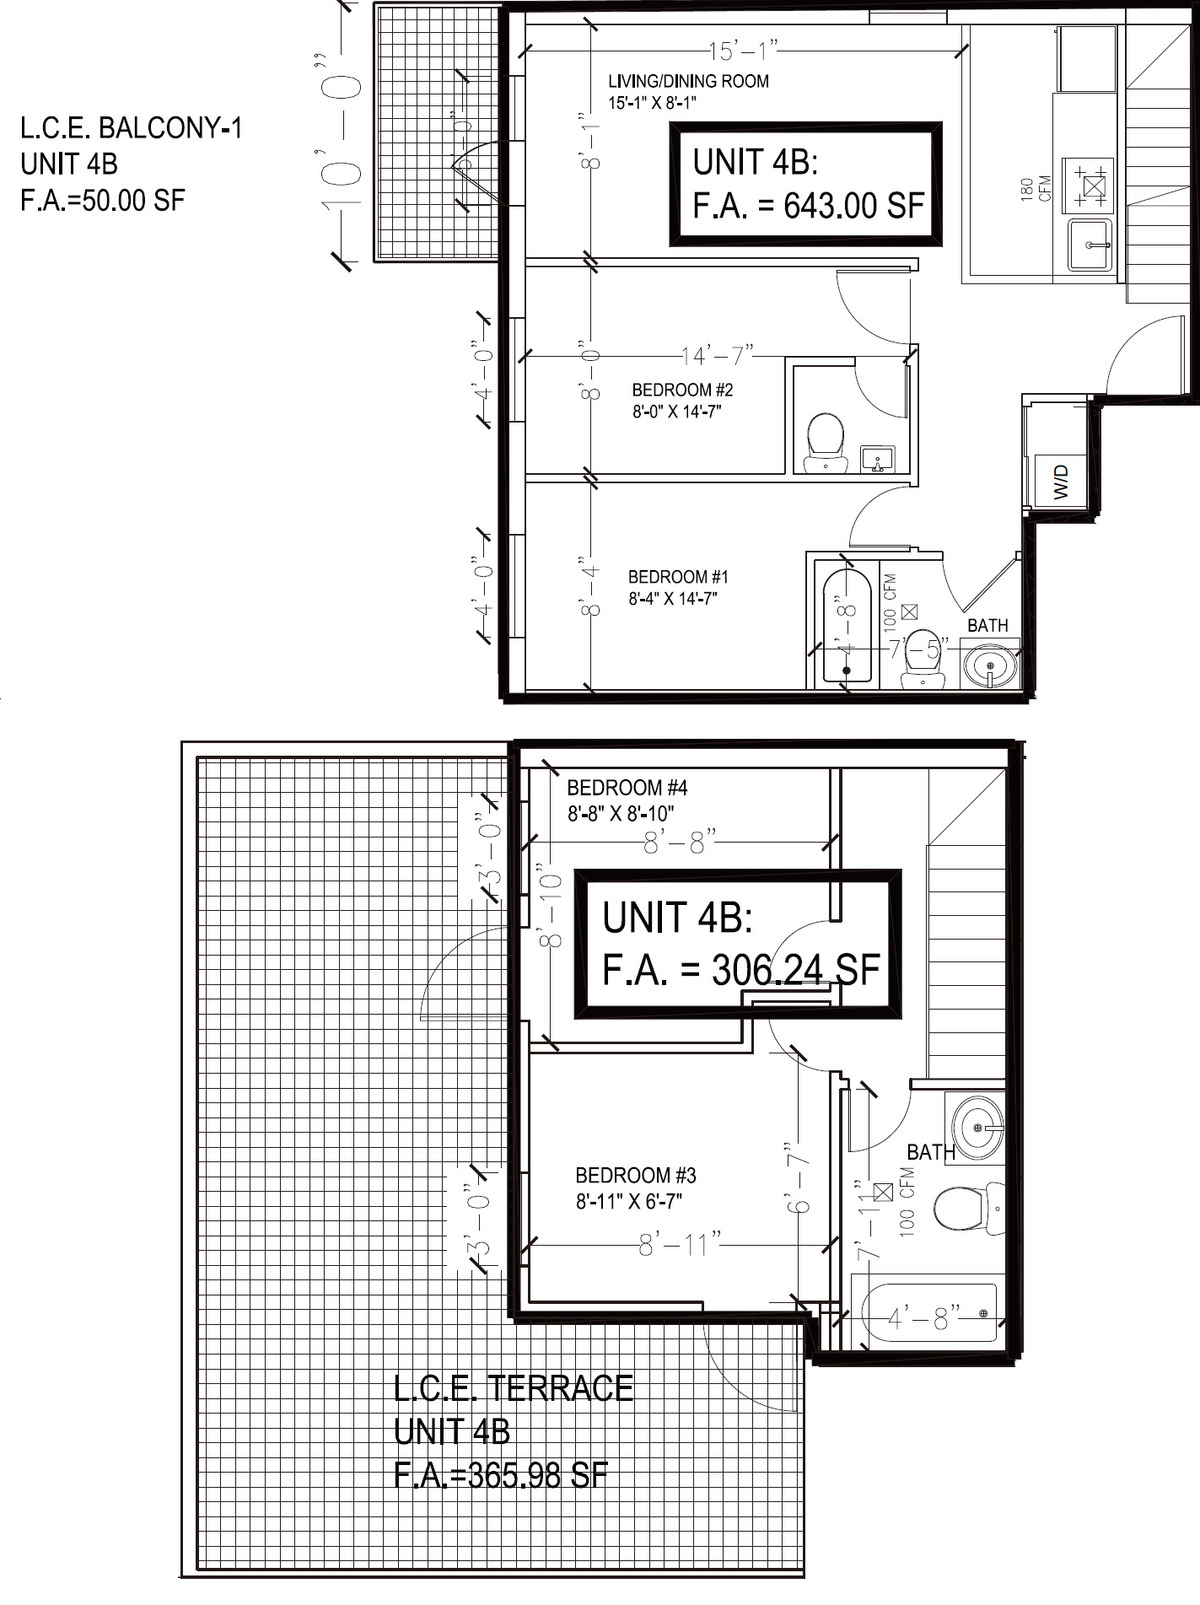 15'-1"
LIVING/DINING ROOM
15'-1" X 8'-1"
10'-0"
L.C.E. BALCONY-1
UNIT 4B
F.A.=50.00 SF
8'-1"
UNIT 4B:
F.A. = 643.00 SF
180
CFM
4'-0"
8'-0"
14'-7"
BEDROOM #2
8'-0" X 14'-7"
W/D
4'-0"
8'-4"
BEDROOM #1
8'-4" X 14'-7"
4'-8"
100 CFM
7'-5"
BATH
BEDROOM #4
8'-8" X 8'-10"
3'-0"
8'-8"
8'-10"
UNIT 4B:
F.A. = 306.24 SF
BEDROOM #3
8'-11" X 6'-7"
3'-0"
8'-11"
6'-7"
BATH
100 CFM
7'-11"
4'-8"
L.C.E. TERRACE
UNIT 4B
F.A.=365.98 SF